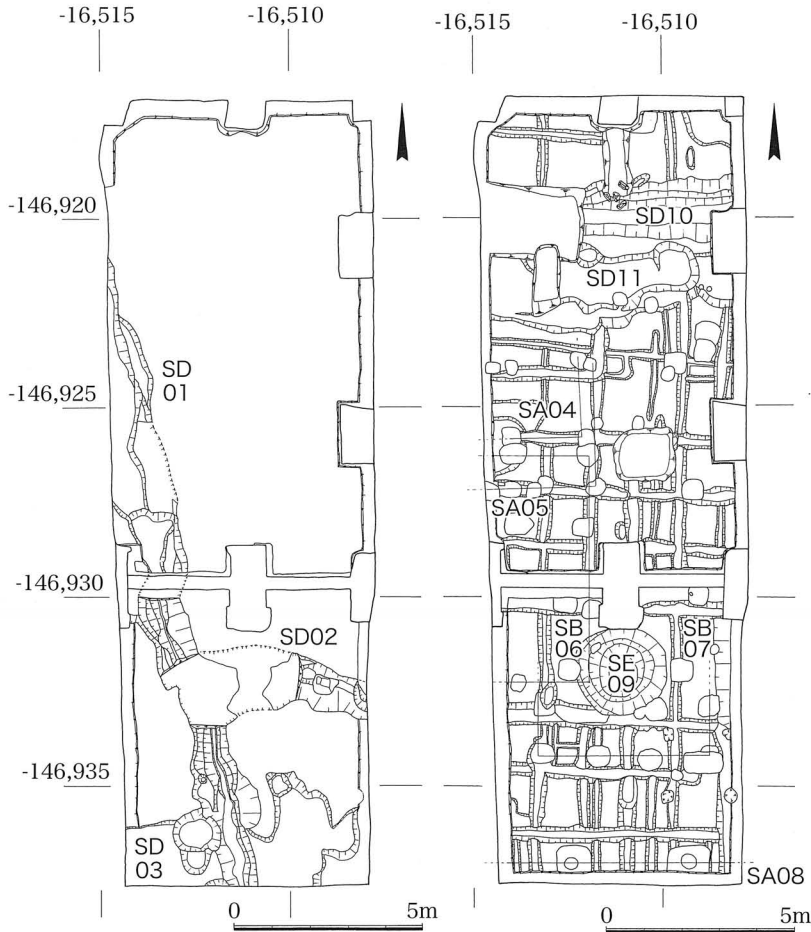 -16,515
-16,510
-146,920
-146,925
-146,930
-146,935
SD
01
SD02
SD
03
0
5m
-16,515
-16,510
SD10
SD11
SA04
SA05
SB
06
SB
07
SE
09
SA08
0
5m